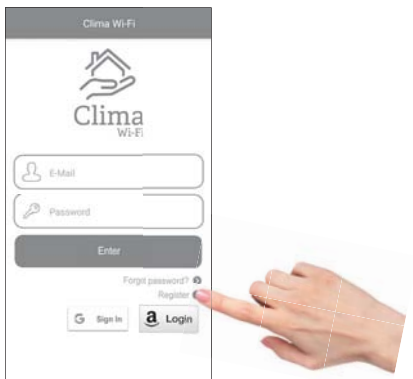 Clima Wi-Fi
Clima
Wi-Fi
E-Mail
Password
Enter
Forgot password?
Register
G Sign In
a Login